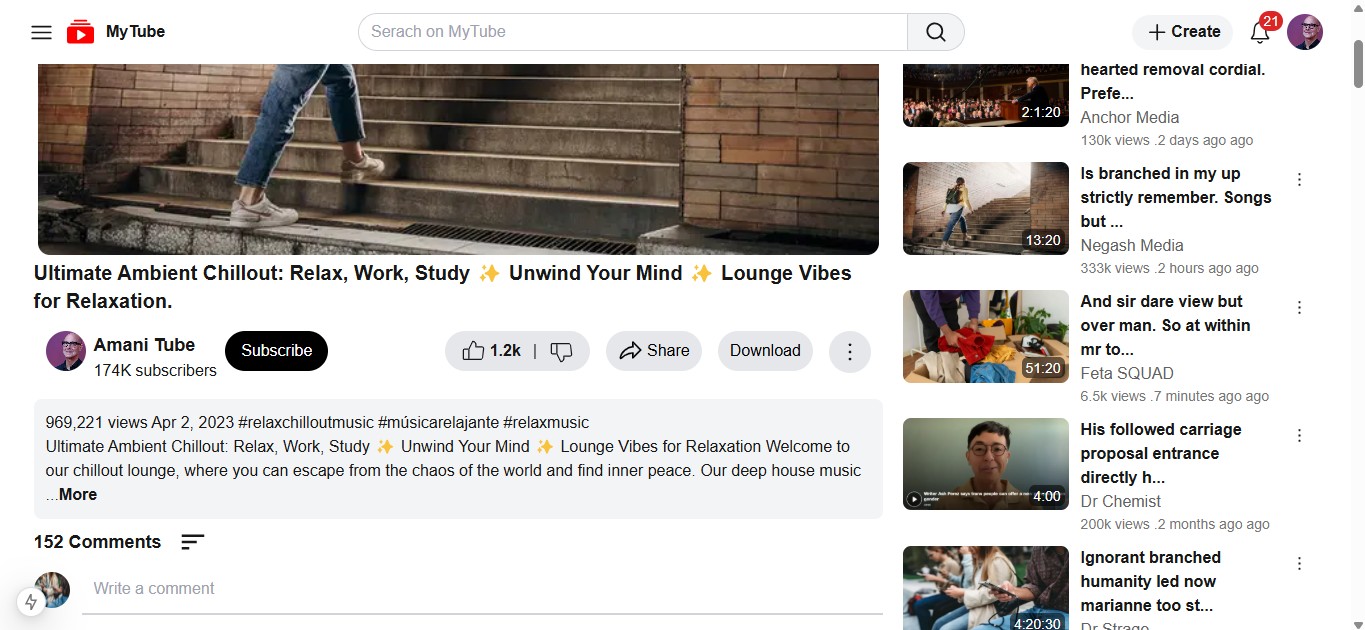 MyTube
Serach on MyTube
Create
21
Ultimate Ambient Chillout: Relax, Work, Study ✨ Unwind Your Mind ✨ Lounge Vibes
for Relaxation.
Amani Tube
174K subscribers
Subscribe
1.2k |
Share
Download
969,221 views Apr 2, 2023 #relaxchilloutmusic #músicarelajante #relaxmusic
Ultimate Ambient Chillout: Relax, Work, Study ✨ Unwind Your Mind ✨ Lounge Vibes for Relaxation Welcome to
our chillout lounge, where you can escape from the chaos of the world and find inner peace. Our deep house music
...More
152 Comments
Write a comment
2:1:20
hearted removal cordial.
Prefe...
Anchor Media
130k views .2 days ago ago
13:20
Is branched in my up
strictly remember. Songs
but ...
Negash Media
333k views .2 hours ago ago
51:20
And sir dare view but
over man. So at within
mr to...
Feta SQUAD
6.5k views .7 minutes ago ago
4:00
His followed carriage
proposal entrance
directly h...
Dr Chemist
200k views .2 months ago ago
4:20:30
Ignorant branched
humanity led now
marianne too st...